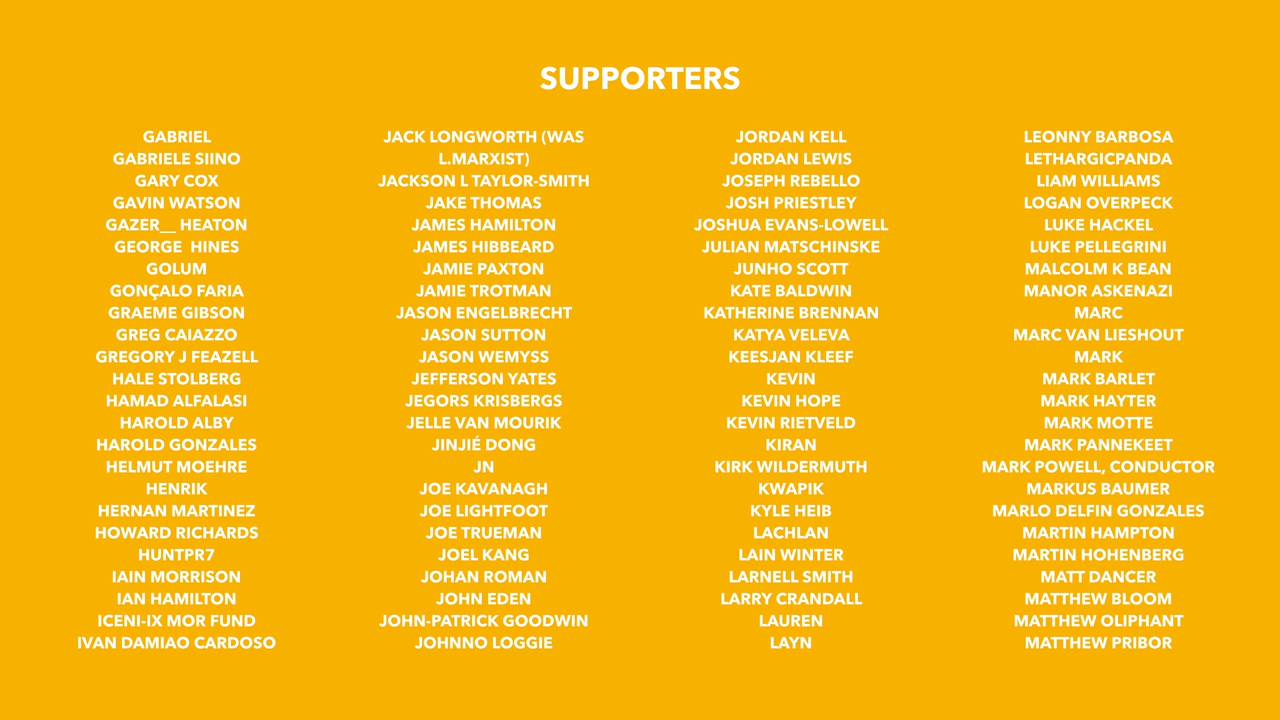 SUPPORTERS
GABRIEL
GABRIELE SIINO
GARY COX
GAVIN WATSON
GAZER__ HEATON
GEORGE  HINES
GOLUM
GONÇALO FARIA
GRAEME GIBSON
GREG CAIAZZO
GREGORY J FEAZELL
HALE STOLBERG
HAMAD ALFALASI
HAROLD ALBY
HAROLD GONZALES
HELMUT MOEHRE
HENRIK
HERNAN MARTINEZ
HOWARD RICHARDS
HUNTPR7
IAIN MORRISON
IAN HAMILTON
ICENI-IX MOR FUND
IVAN DAMIAO CARDOSO
JACK LONGWORTH (WAS
L.MARXIST)
JACKSON L TAYLOR-SMITH
JAKE THOMAS
JAMES HAMILTON
JAMES HIBBEARD
JAMIE PAXTON
JAMIE TROTMAN
JASON ENGELBRECHT
JASON SUTTON
JASON WEMYSS
JEFFERSON YATES
JEGORS KRISBERGS
JELLE VAN MOURIK
JINJIÉ DONG
JN
JOE KAVANAGH
JOE LIGHTFOOT
JOE TRUEMAN
JOEL KANG
JOHAN ROMAN
JOHN EDEN
JOHN-PATRICK GOODWIN
JOHNNO LOGGIE
JORDAN KELL
JORDAN LEWIS
JOSEPH REBELLO
JOSH PRIESTLEY
JOSHUA EVANS-LOWELL
JULIAN MATSCHINSKE
JUNHO SCOTT
KATE BALDWIN
KATHERINE BRENNAN
KATYA VELEVA
KEESJAN KLEEF
KEVIN
KEVIN HOPE
KEVIN RIETVELD
KIRAN
KIRK WILDERMUTH
KWAPIK
KYLE HEIB
LACHLAN
LAIN WINTER
LARNELL SMITH
LARRY CRANDALL
LAUREN
LAYN
LEONNY BARBOSA
LETHARGICPANDA
LIAM WILLIAMS
LOGAN OVERPECK
LUKE HACKEL
LUKE PELLEGRINI
MALCOLM K BEAN
MANOR ASKENAZI
MARC
MARC VAN LIESHOUT
MARK
MARK BARLET
MARK HAYTER
MARK MOTTE
MARK PANNEKEET
MARK POWELL, CONDUCTOR
MARKUS BAUMER
MARLO DELFIN GONZALES
MARTIN HAMPTON
MARTIN HOHENBERG
MATT DANCER
MATTHEW BLOOM
MATTHEW OLIPHANT
MATTHEW PRIBOR